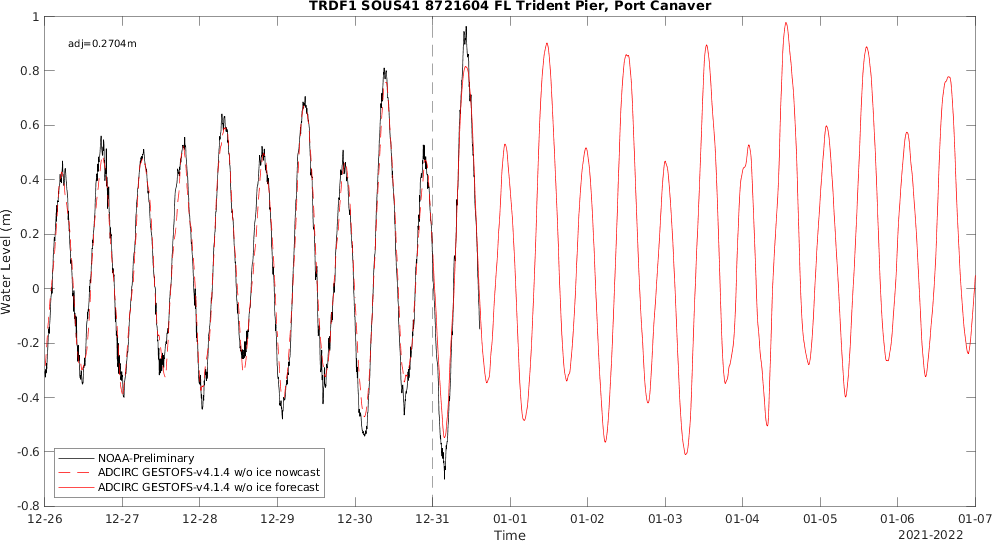 TRDF1 SOUS41 8721604 FL Trident Pier, Port Canaver
adj=0.2704m
1
0.8
0.6
0.4
0.2
0
-0.2
-0.4
-0.6
-0.8
Water Level (m)
NOAA-Preliminary
ADCIRC GESTOFS-v4.1.4 w/o ice nowcast
ADCIRC GESTOFS-v4.1.4 w/o ice forecast
12-26 12-27 12-28 12-29 12-30 12-31 01-01 01-02 01-03 01-04 01-05 01-06 01-07
Time
2021-2022